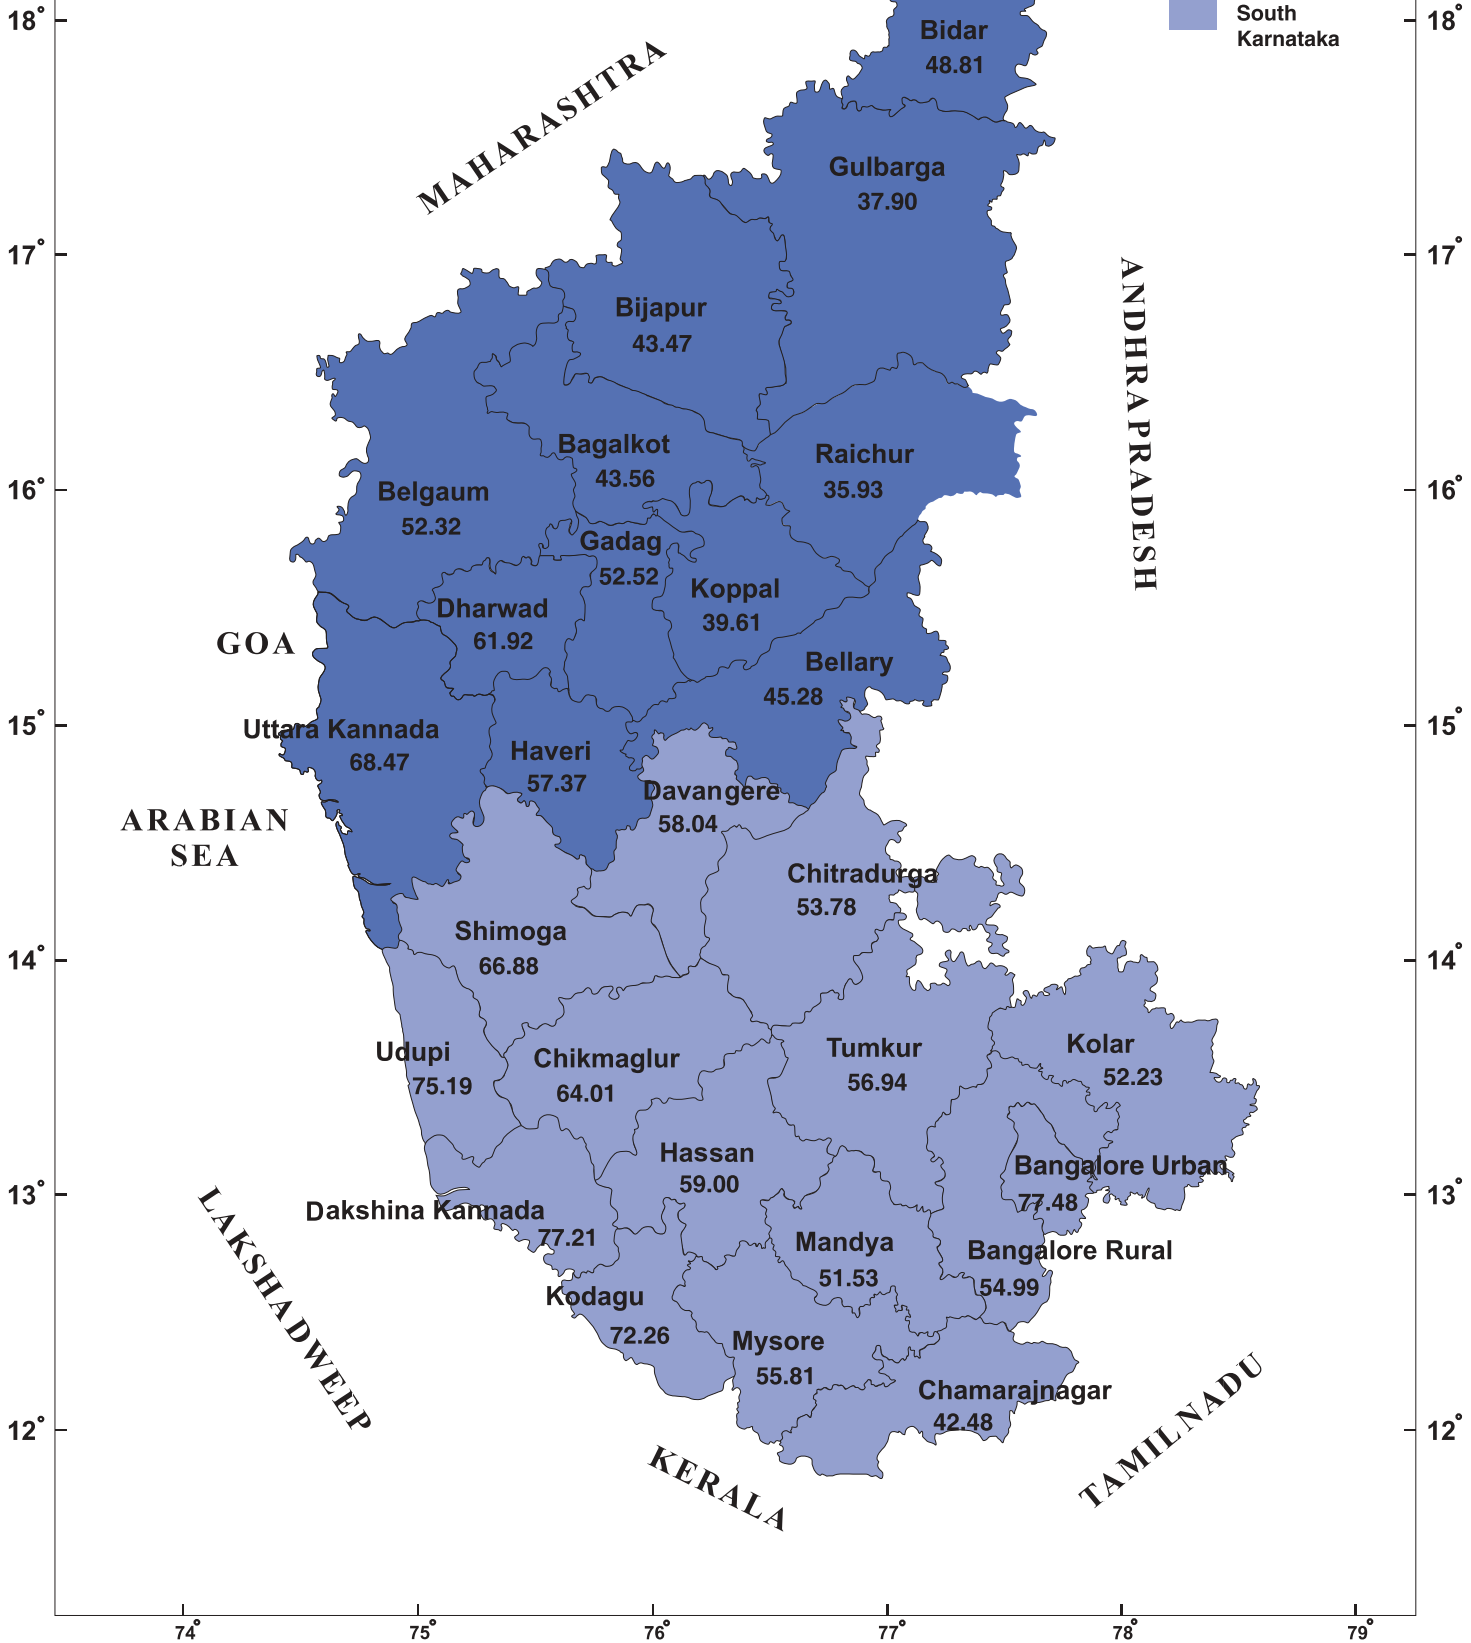 18°
18°
South
Karnataka
Bidar
48.81
MAHARASHTRA
Gulbarga
37.90
17°
17°
ANDHRAPRADESH
Bijapur
43.47
Bagalkot
43.56
Raichur
35.93
16°
16°
Belgaum
52.32
Gadag
52.52
Koppal
39.61
Dharwad
61.92
GOA
Bellary
45.28
15°
15°
Uttara Kannada
68.47
Haveri
57.37
Davangere
58.04
ARABIAN
SEA
Chitradurga
53.78
Shimoga
66.88
14°
14°
Udupi
75.19
Chikmaglur
64.01
Tumkur
56.94
Kolar
52.23
Hassan
59.00
Bangalore Urban
77.48
13°
13°
LAKSHADWEEP
Dakshina Kannada
77.21
Mandya
51.53
Bangalore Rural
54.99
Kodagu
72.26
Mysore
55.81
Chamarajnagar
42.48
12°
12°
KERALA
TAMILNADU
74°
75°
76°
77°
78°
79°